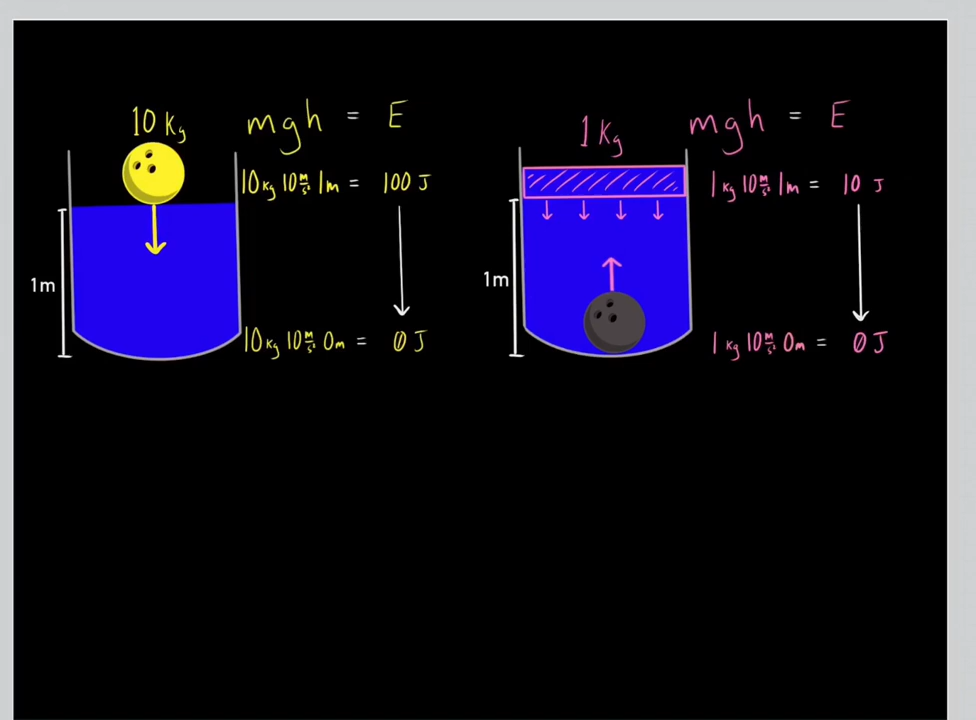 10 Kg
mgh = E
10 kg 10 m/s² 1m = 100 J
1m
10 kg 10 m/s² 0m = 0 J
1 Kg
mgh = E
1 kg 10 m/s² 1m = 10 J
1m
1 kg 10 m/s² 0m = 0 J